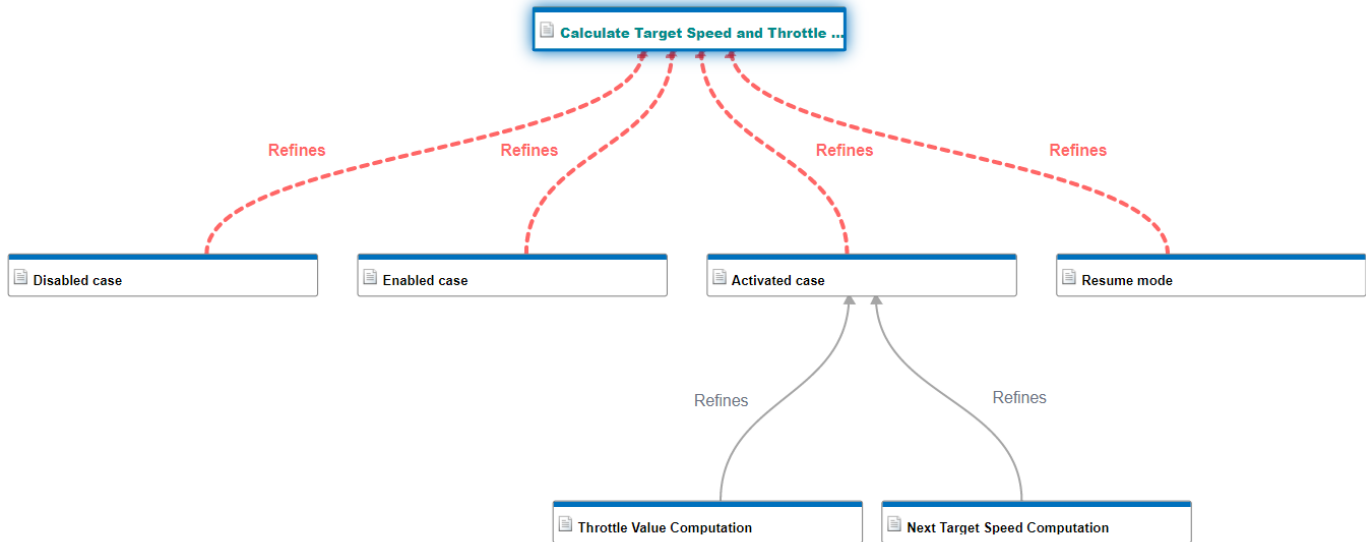 Calculate Target Speed and Throttle ...
Refines
Refines
Refines
Refines
Disabled case
Enabled case
Activated case
Resume mode
Refines
Refines
Throttle Value Computation
Next Target Speed Computation